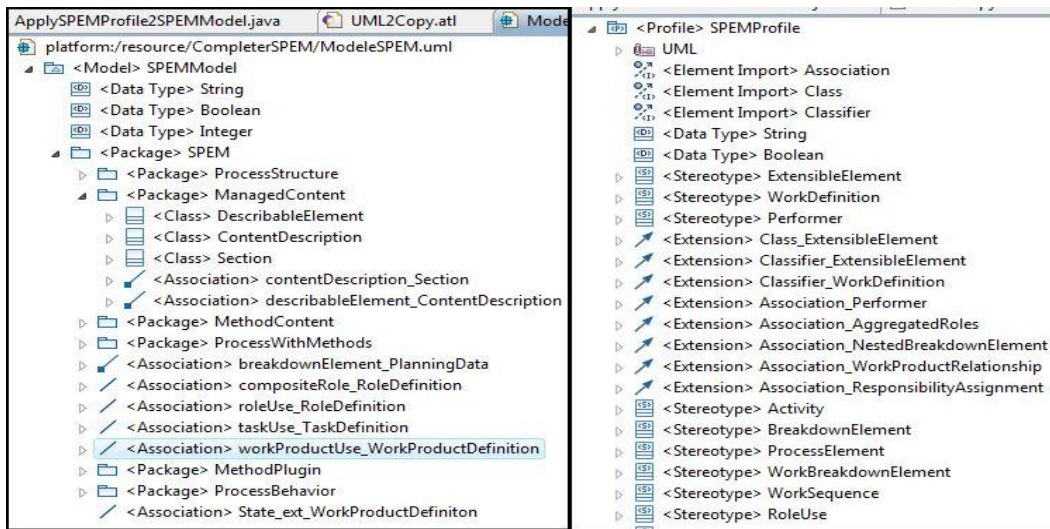 ApplySPEMProfile2SPEMModel.java
UML2Copy.atl
Mode
platform:/resource/CompleterSPEM/ModeleSPEM.uml
<Model> SPEMModel
<Data Type> String
<Data Type> Boolean
<Data Type> Integer
<Package> SPEM
<Package> ProcessStructure
<Package> ManagedContent
<Class> DescribableElement
<Class> ContentDescription
<Class> Section
<Association> contentDescription_Section
<Association> describableElement_ContentDescription
<Package> MethodContent
<Package> ProcessWithMethods
<Association> breakdownElement_PlanningData
<Association> compositeRole_RoleDefinition
<Association> roleUse_RoleDefinition
<Association> taskUse_TaskDefinition
<Association> workProductUse_WorkProductDefinition
<Package> MethodPlugin
<Package> ProcessBehavior
<Association> State_ext_WorkProductDefiniton
<Profile> SPEMProfile
UML
<Element Import> Association
<Element Import> Class
<Element Import> Classifier
<Data Type> String
<Data Type> Boolean
<Stereotype> ExtensibleElement
<Stereotype> WorkDefinition
<Stereotype> Performer
<Extension> Class_ExtensibleElement
<Extension> Classifier_ExtensibleElement
<Extension> Classifier_WorkDefinition
<Extension> Association_Performer
<Extension> Association_AggregatedRoles
<Extension> Association_NestedBreakdownElement
<Extension> Association_WorkProductRelationship
<Extension> Association_ResponsibilityAssignment
<Stereotype> Activity
<Stereotype> BreakdownElement
<Stereotype> ProcessElement
<Stereotype> WorkBreakdownElement
<Stereotype> WorkSequence
<Stereotype> RoleUse